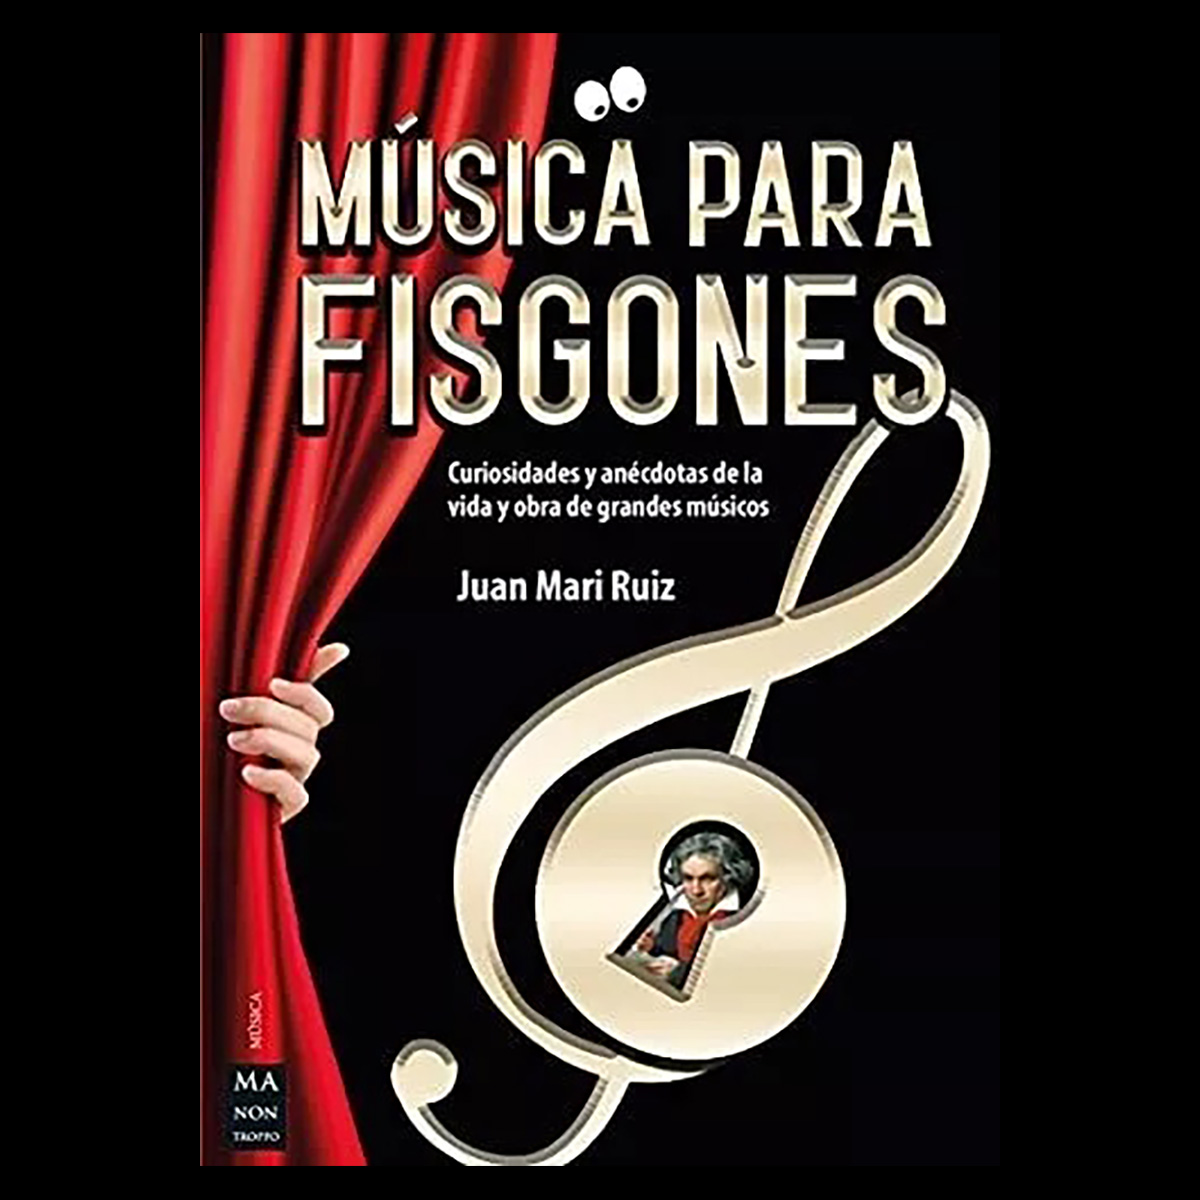 MÚSICA PARA
FISGONES
Curiosidades y anécdotas de la
vida y obra de grandes músicos
Juan Mari Ruiz
MÚSICA
MA
NON
TROPPO